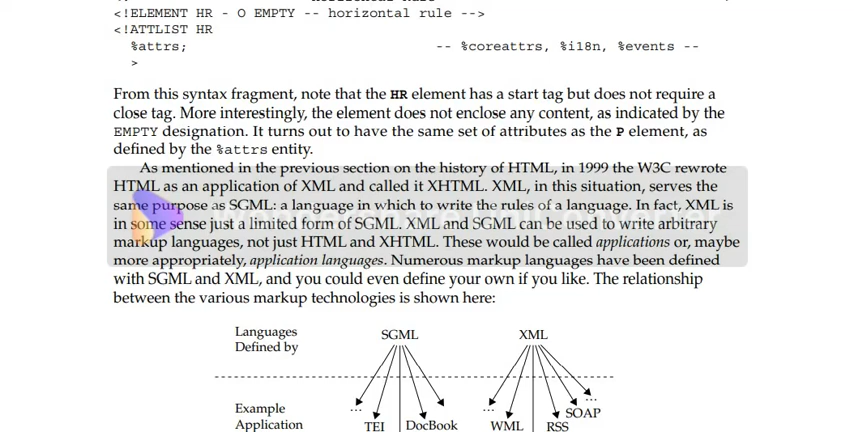 <!ELEMENT HR - O EMPTY -- horizontal rule -->
<!ATTLIST HR
%attrs; -- %coreattrs, %i18n, %events --
>
From this syntax fragment, note that the HR element has a start tag but does not require a
close tag. More interestingly, the element does not enclose any content, as indicated by the
EMPTY designation. It turns out to have the same set of attributes as the P element, as
defined by the %attrs entity.
As mentioned in the previous section on the history of HTML, in 1999 the W3C rewrote
HTML as an application of XML and called it XHTML. XML, in this situation, serves the
same purpose as SGML: a language in which to write the rules of a language. In fact, XML is
in some sense just a limited form of SGML. XML and SGML can be used to write arbitrary
markup languages, not just HTML and XHTML. These would be called applications or, maybe
more appropriately, application languages. Numerous markup languages have been defined
with SGML and XML, and you could even define your own if you like. The relationship
between the various markup technologies is shown here:
Languages
Defined by
SGML XML
Example
Application
... ... ...
TEI DocBook WML RSS SOAP